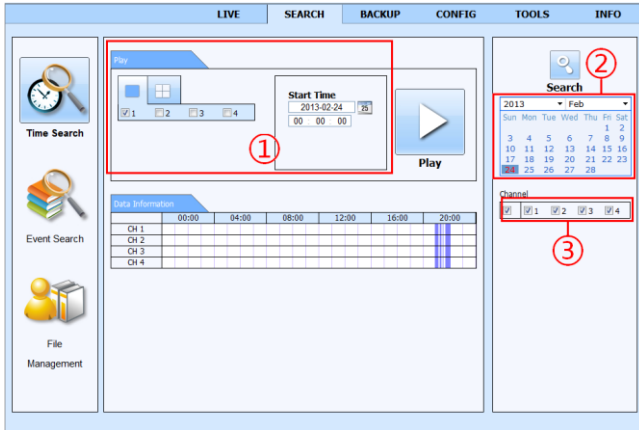 LIVE SEARCH BACKUP CONFIG TOOLS INFO
Time Search
Event Search
File
Management
Play
1 2 3 4
Start Time
2013-02-24 25
00 00 00
Play
1
Data Information
00:00 04:00 08:00 12:00 16:00 20:00
CH 1
CH 2
CH 3
CH 4
2
Search
2013 Feb
Sun Mon Tue Wed Thu Fri Sat
1 2
3 4 5 6 7 8 9
10 11 12 13 14 15 16
17 18 19 20 21 22 23
24 25 26 27 28
Channel
1 2 3 4
3